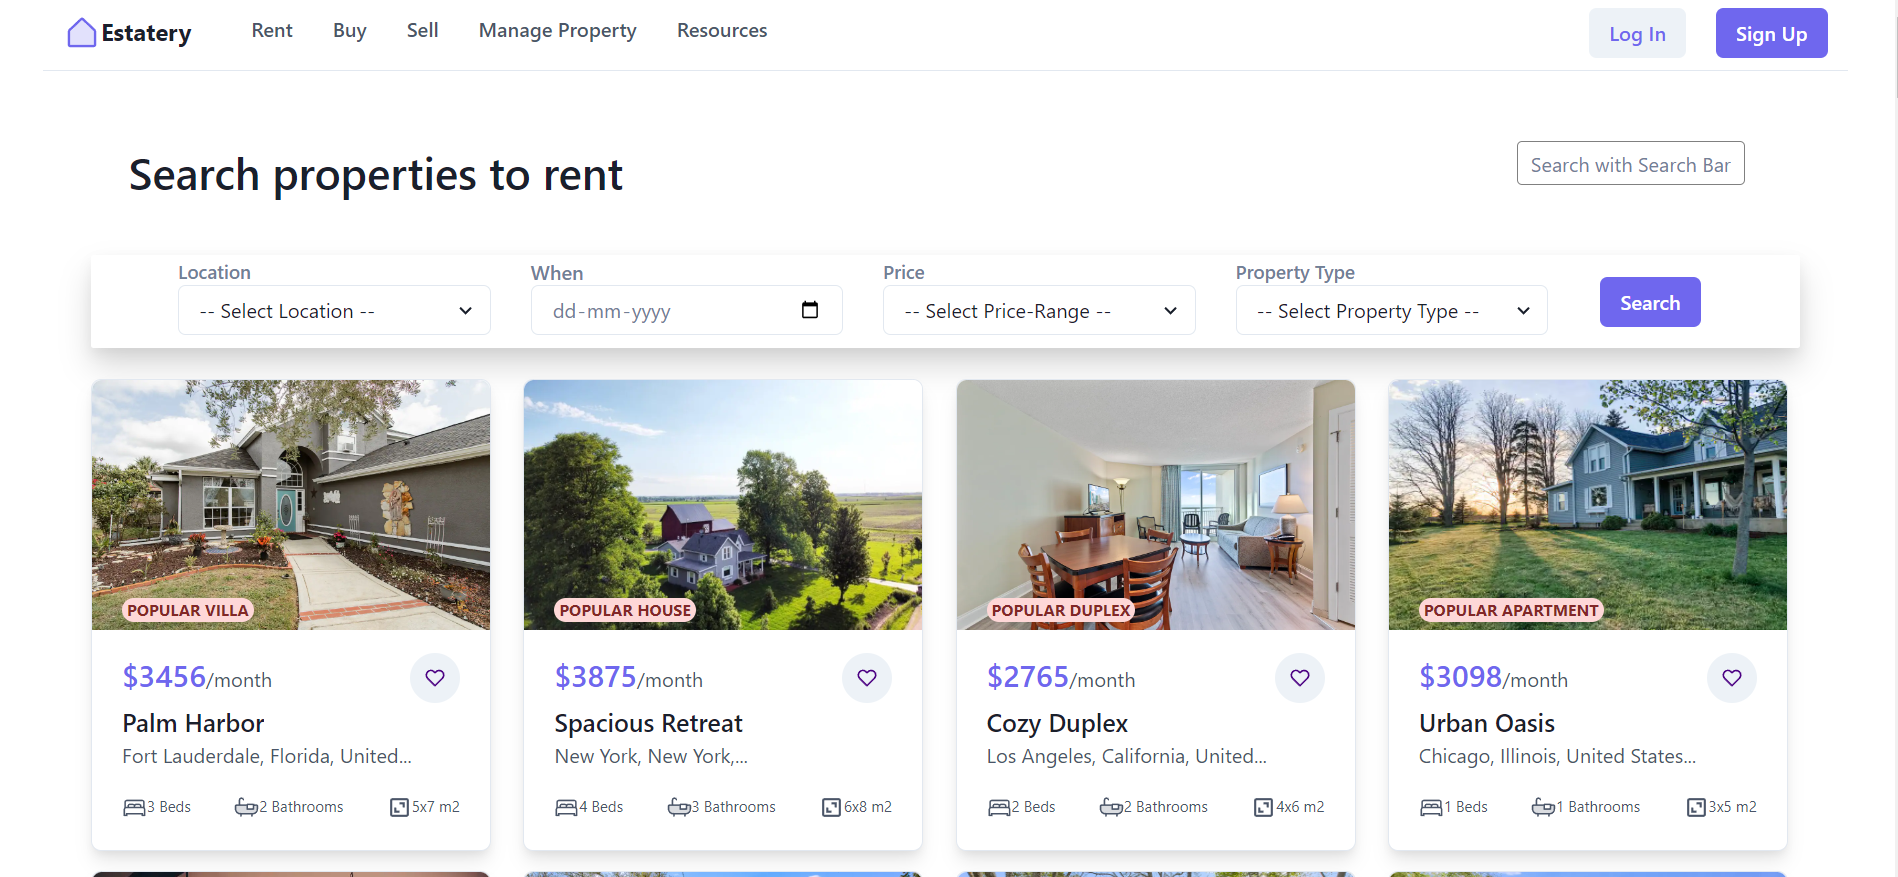 Estatery
Rent
Buy
Sell
Manage Property
Resources
Log In
Sign Up
Search properties to rent
Search with Search Bar
Location
When
Price
Property Type
-- Select Location --
dd-mm-yyyy
-- Select Price-Range --
-- Select Property Type --
Search
POPULAR VILLA
$3456/month
Palm Harbor
Fort Lauderdale, Florida, United...
3 Beds
2 Bathrooms
5x7 m2
POPULAR HOUSE
$3875/month
Spacious Retreat
New York, New York,...
4 Beds
3 Bathrooms
6x8 m2
POPULAR DUPLEX
$2765/month
Cozy Duplex
Los Angeles, California, United...
2 Beds
2 Bathrooms
4x6 m2
POPULAR APARTMENT
$3098/month
Urban Oasis
Chicago, Illinois, United States...
1 Beds
1 Bathrooms
3x5 m2